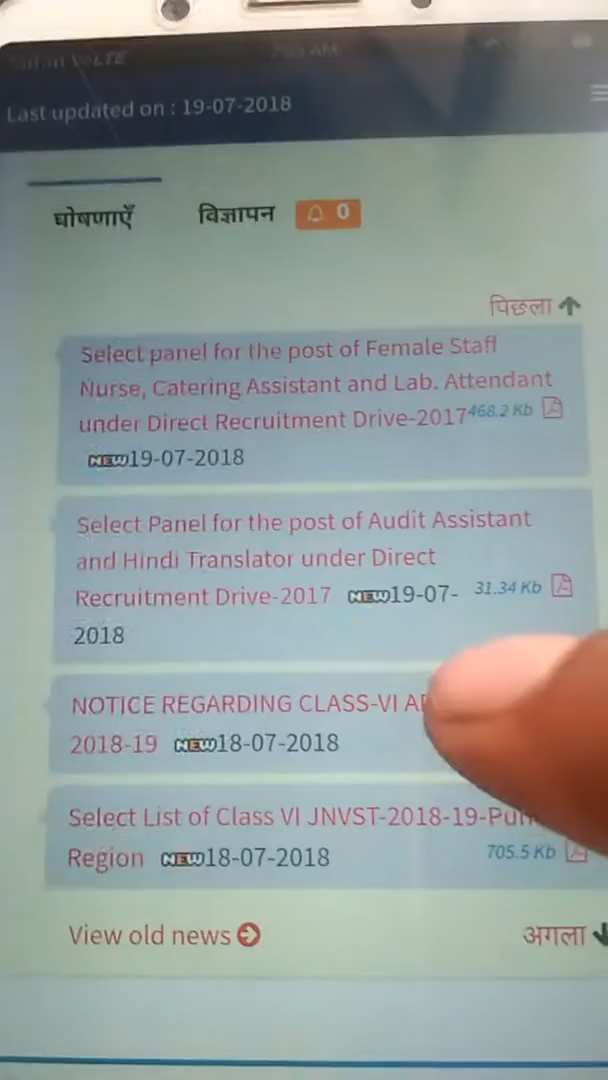 VoLTE
Last updated on : 19-07-2018
घोषणाएँ विज्ञापन 0
पिछला
Select panel for the post of Female Staff
Nurse, Catering Assistant and Lab. Attendant
under Direct Recruitment Drive-2017 468.2 Kb
NEW 19-07-2018
Select Panel for the post of Audit Assistant
and Hindi Translator under Direct
Recruitment Drive-2017 NEW 19-07- 31.34 Kb
2018
NOTICE REGARDING CLASS-VI
2018-19 NEW 18-07-2018
Select List of Class VI JNVST-2018-19-
Region NEW 18-07-2018 705.5 Kb
View old news अगला